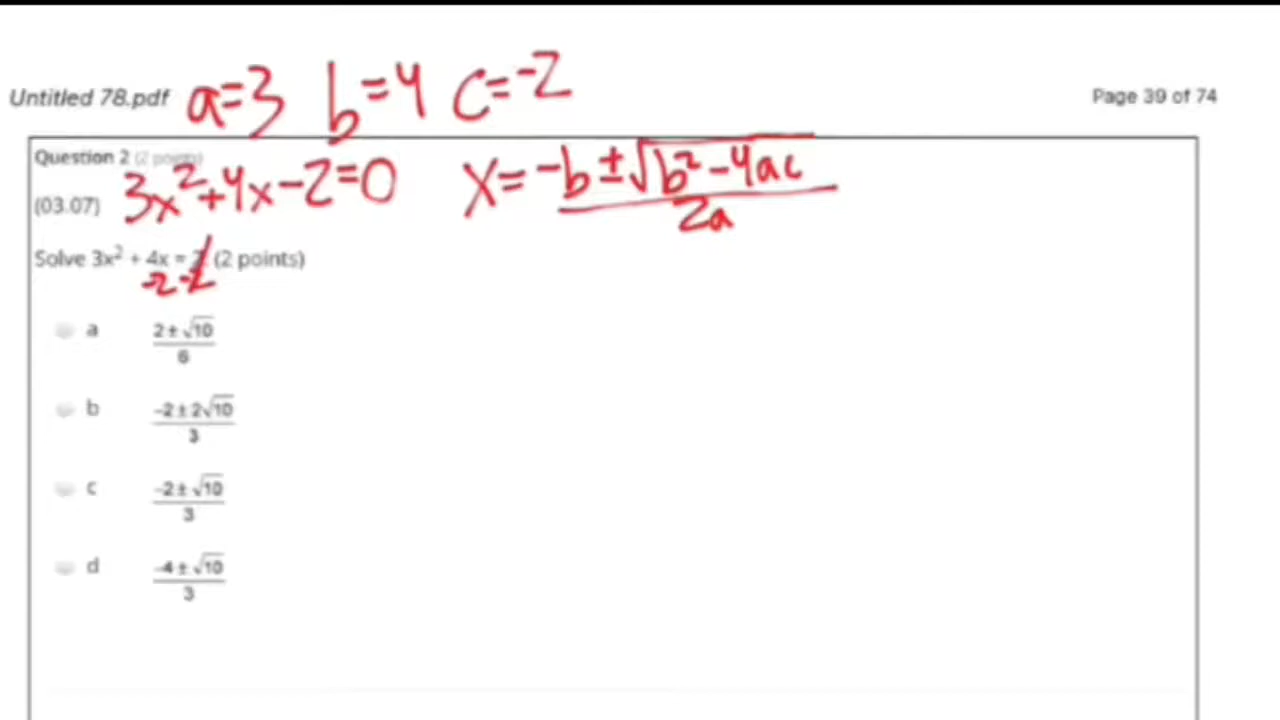 Untitled 78.pdf a=3 b=4 c=-2 Page 39 of 74
Question 2 (2 points)
3x²+4x-2=0 x= -b±√b²-4ac
2a
(03.07)
Solve 3x² + 4x = 2 (2 points)
-2 -2
a 2 ± √10
6
b -2 ± 2√10
3
c -2 ± √10
3
d -4 ± √10
3